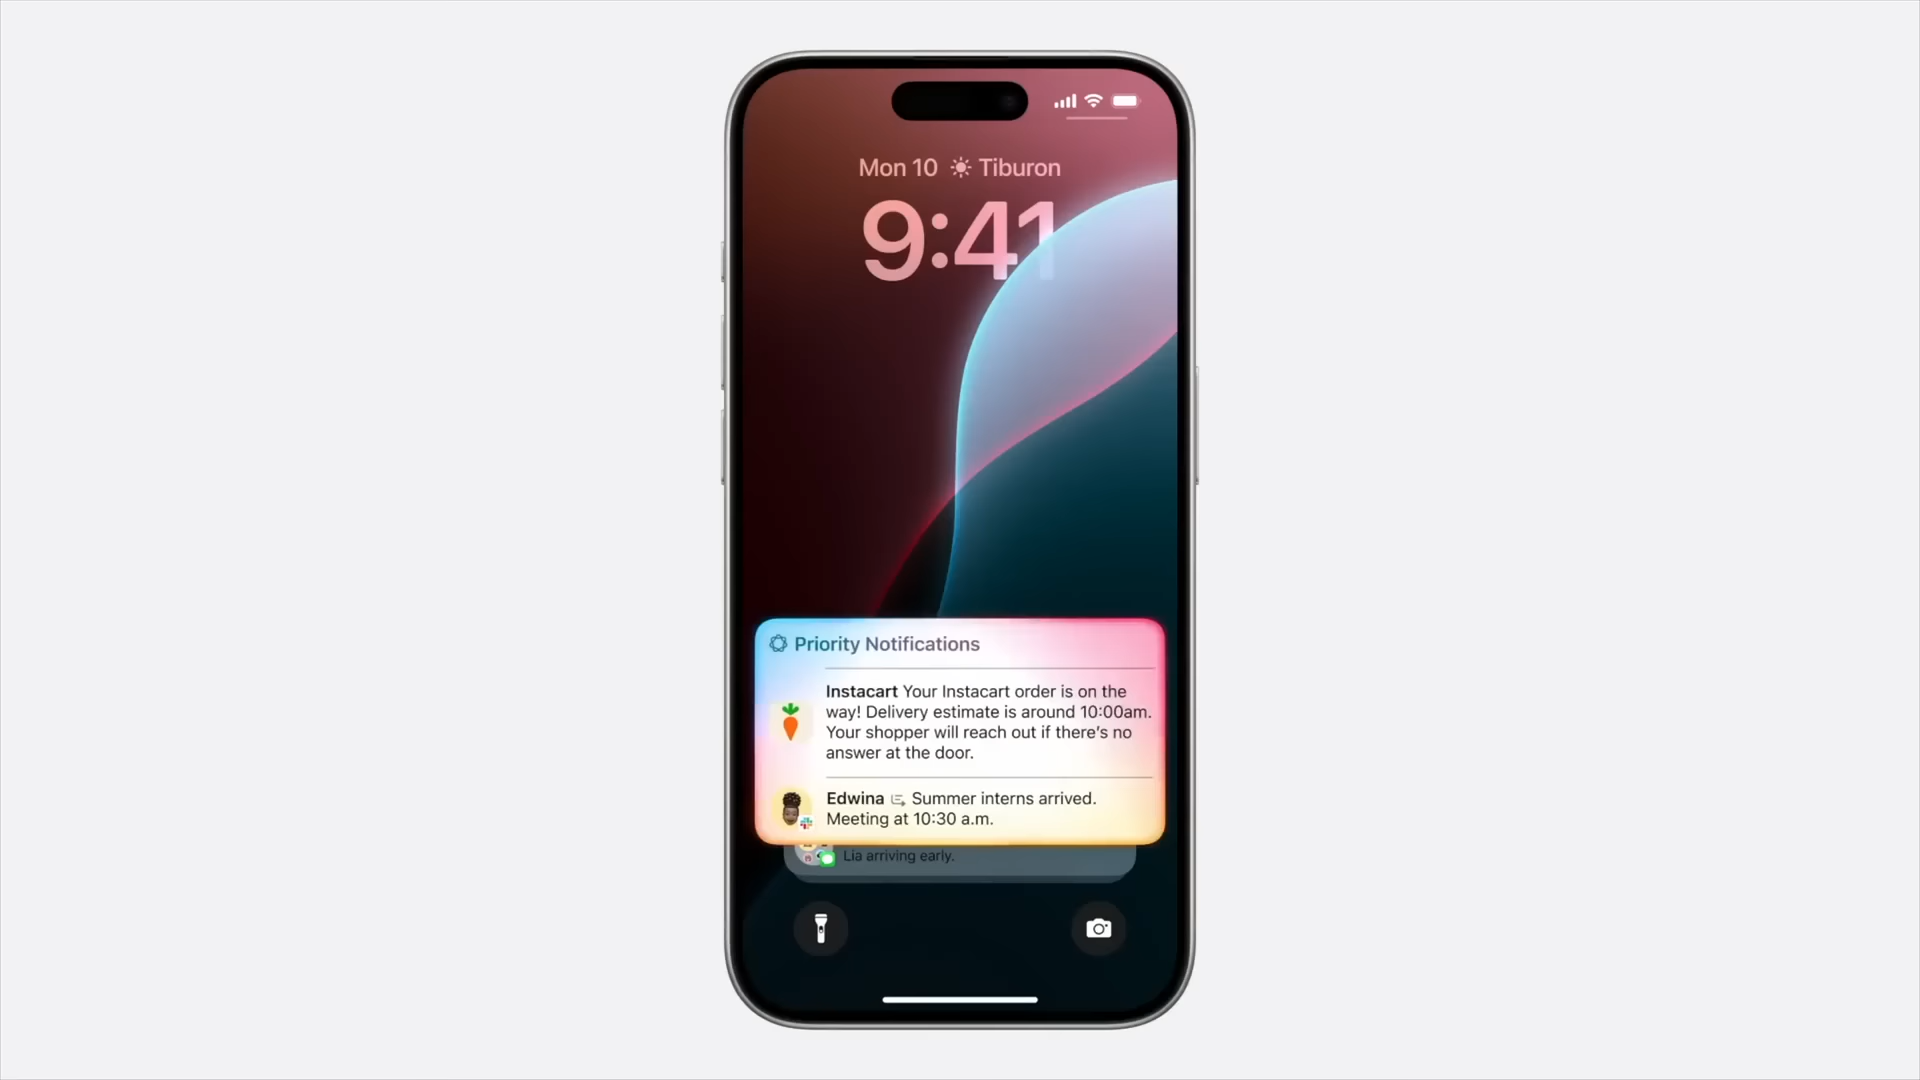 Mon 10 Tiburon
9:41
Priority Notifications
Instacart Your Instacart order is on the
way! Delivery estimate is around 10:00am.
Your shopper will reach out if there's no
answer at the door.
Edwina Summer interns arrived.
Meeting at 10:30 a.m.
Lia arriving early.